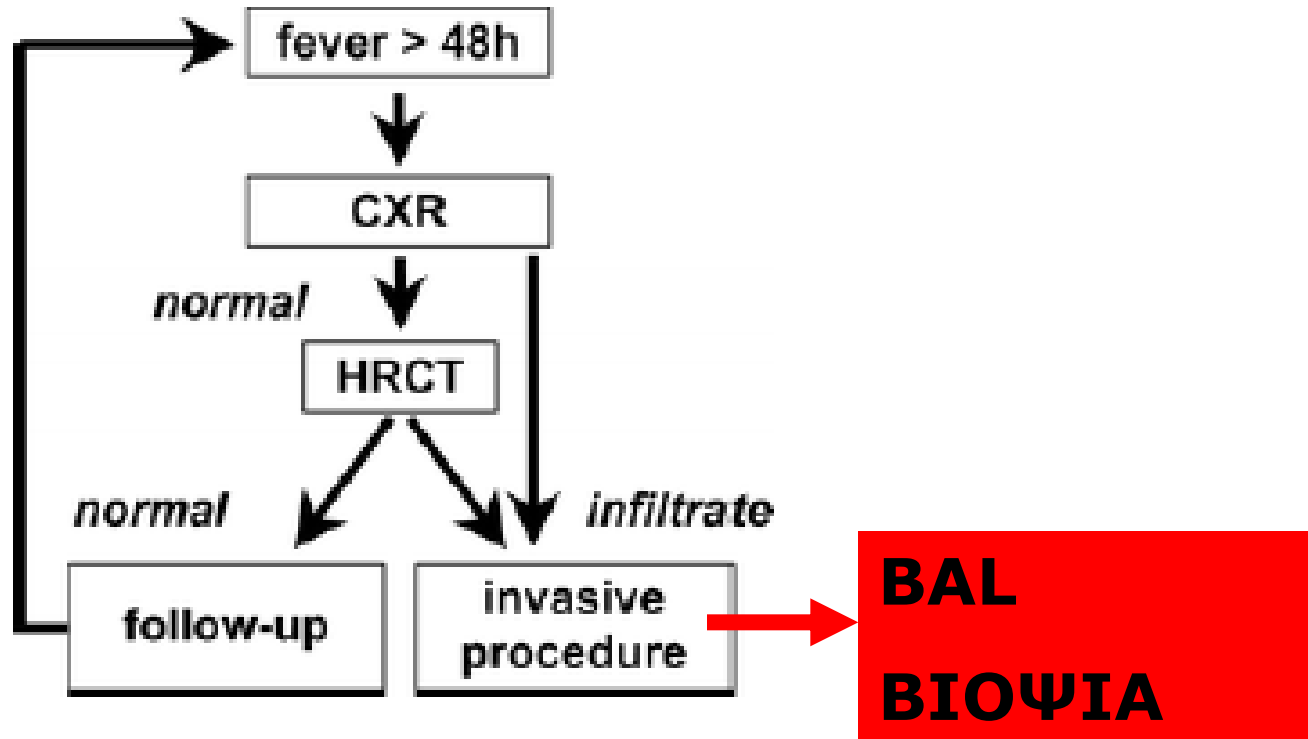 fever > 48h
CXR
normal
HRCT
normal
infiltrate
follow-up
invasive
procedure
BAL
ΒΙΟΨΙΑ